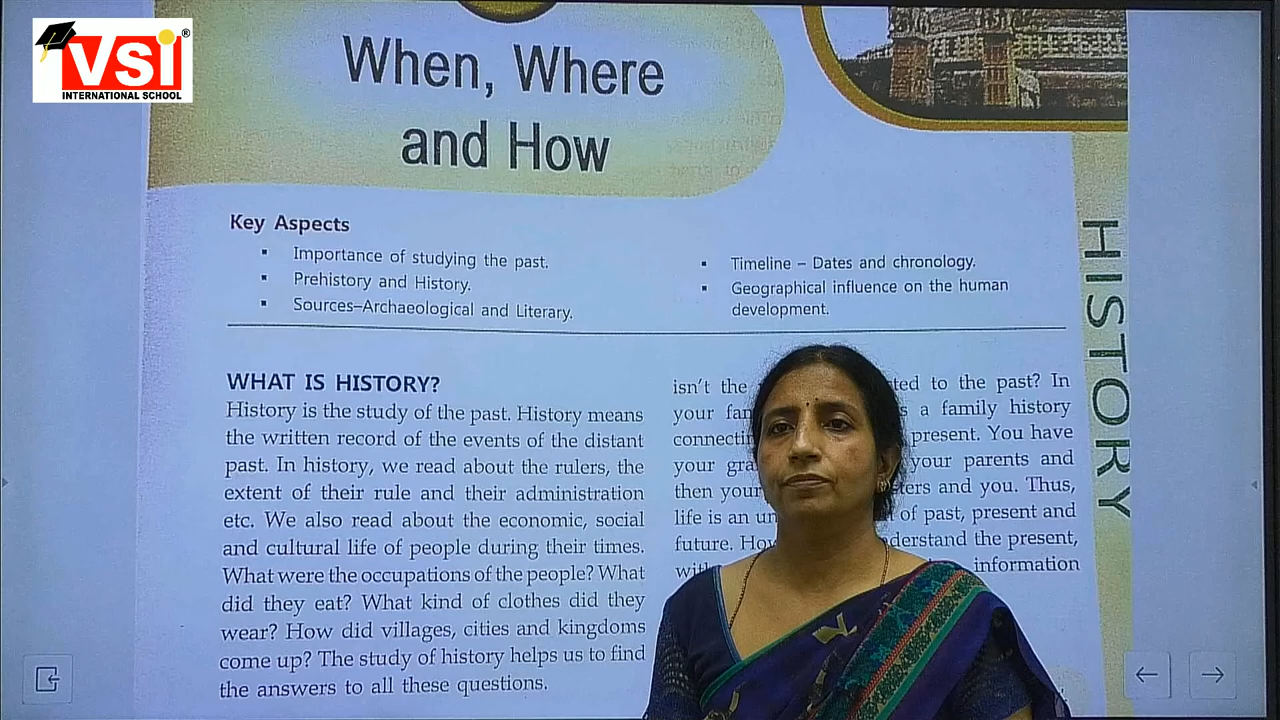 VSi®
INTERNATIONAL SCHOOL
When, Where
and How
Key Aspects
▪ Importance of studying the past.
▪ Prehistory and History.
▪ Sources–Archaeological and Literary.
▪ Timeline – Dates and chronology.
▪ Geographical influence on the human
development.
HISTORY
WHAT IS HISTORY?
History is the study of the past. History means
the written record of the events of the distant
past. In history, we read about the rulers, the
extent of their rule and their administration
etc. We also read about the economic, social
and cultural life of people during their times.
What were the occupations of the people? What
did they eat? What kind of clothes did they
wear? How did villages, cities and kingdoms
come up? The study of history helps us to find
the answers to all these questions.
isn't the to the past? In
your a family history
present. You have
your your parents and
then and you. Thus,
life is an of past, present and
future. the present,
information